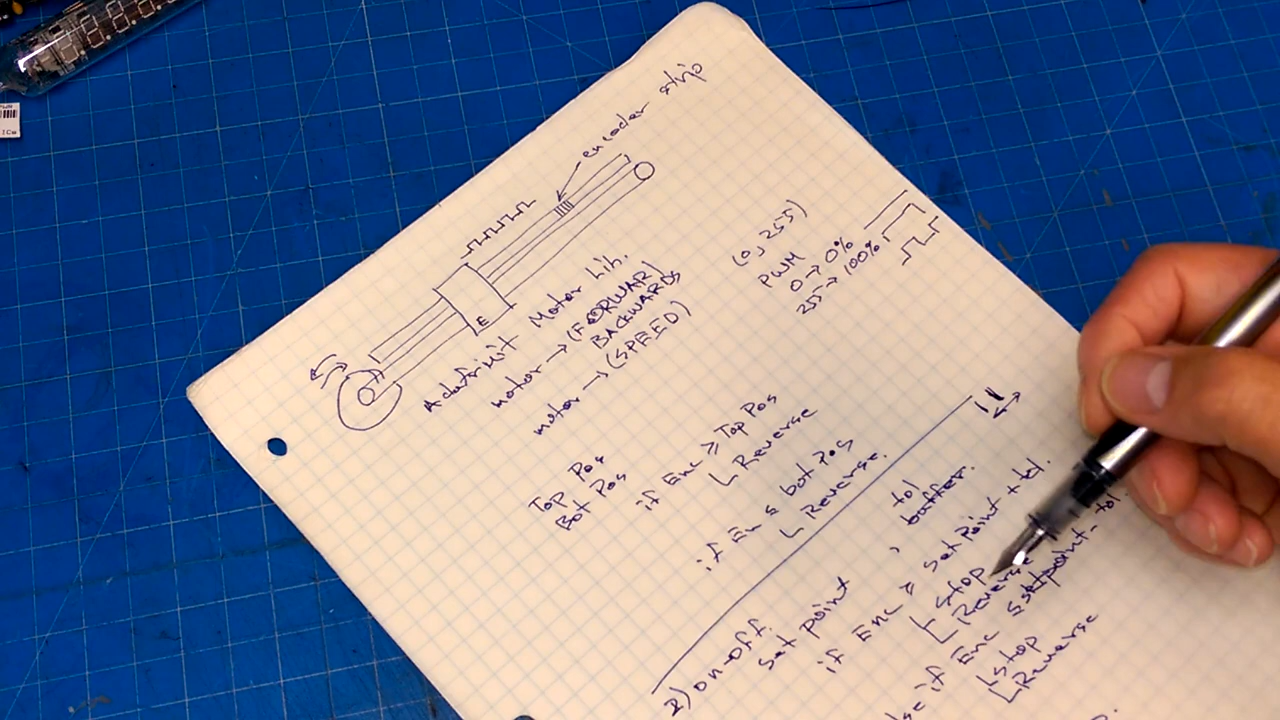 encoder strip
Adafruit Motor Lib.
motor → (FORWAR)
BACKWARDS
motor → (SPEED)
(0, 255)
PWM
0 → 0%
255 → 100%
E
Top Pos
Bot Pos
if Enc ≥ Top Pos
Reverse
if Enc ≤ bot Pos
Reverse.
2) on-off.
set point , tol
buffer.
if Enc ≥ set Point + tol.
stop
Reverse
if Enc ≤ setpoint - tol.
stop
Reverse